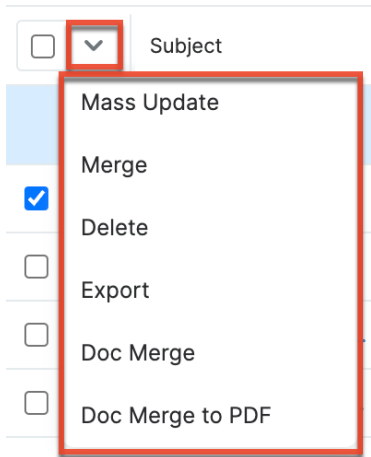 Subject
Mass Update
Merge
Delete
Export
Doc Merge
Doc Merge to PDF